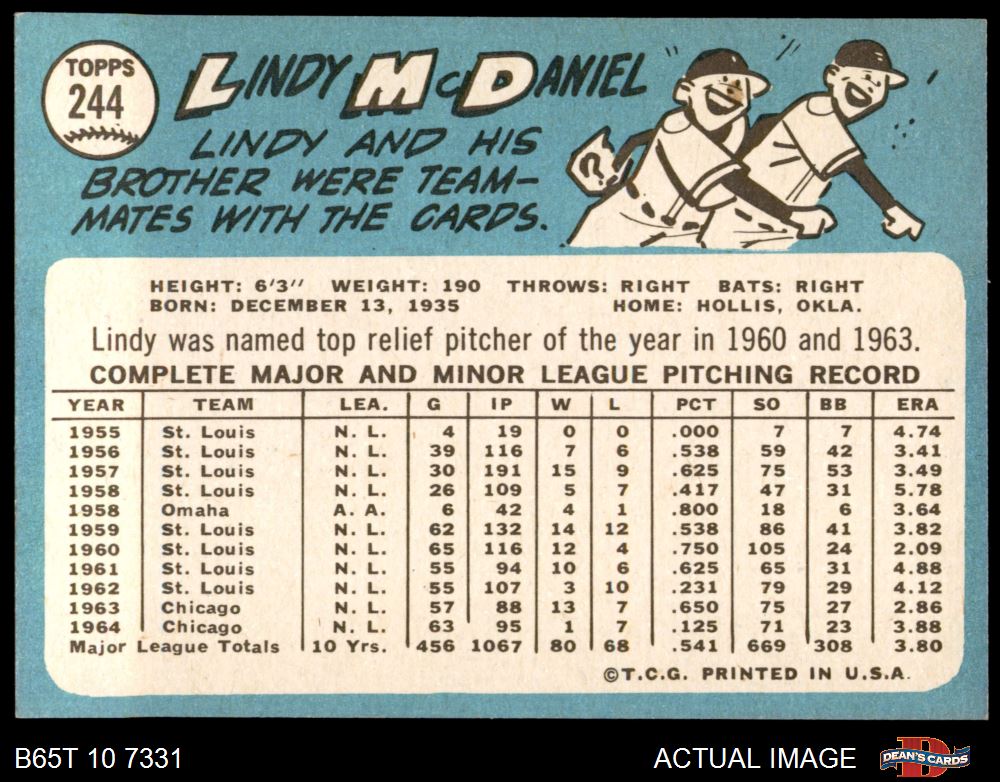 TOPPS
244
LINDY McDANIEL
LINDY AND HIS
BROTHER WERE TEAM-
MATES WITH THE CARDS.
?
HEIGHT: 6'3" WEIGHT: 190 THROWS: RIGHT BATS: RIGHT
BORN: DECEMBER 13, 1935 HOME: HOLLIS, OKLA.
Lindy was named top relief pitcher of the year in 1960 and 1963.
COMPLETE MAJOR AND MINOR LEAGUE PITCHING RECORD
YEAR TEAM LEA. G IP W L PCT SO BB ERA
1955 St. Louis N. L. 4 19 0 0 .000 7 7 4.74
1956 St. Louis N. L. 39 116 7 6 .538 59 42 3.41
1957 St. Louis N. L. 30 191 15 9 .625 75 53 3.49
1958 St. Louis N. L. 26 109 5 7 .417 47 31 5.78
1958 Omaha A. A. 6 42 4 1 .800 18 6 3.64
1959 St. Louis N. L. 62 132 14 12 .538 86 41 3.82
1960 St. Louis N. L. 65 116 12 4 .750 105 24 2.09
1961 St. Louis N. L. 55 94 10 6 .625 65 31 4.88
1962 St. Louis N. L. 55 107 3 10 .231 79 29 4.12
1963 Chicago N. L. 57 88 13 7 .650 75 27 2.86
1964 Chicago N. L. 63 95 1 7 .125 71 23 3.88
Major League Totals 10 Yrs. 456 1067 80 68 .541 669 308 3.80
©T.C.G. PRINTED IN U.S.A.
B65T 10 7331 ACTUAL IMAGE DEAN'S CARDS